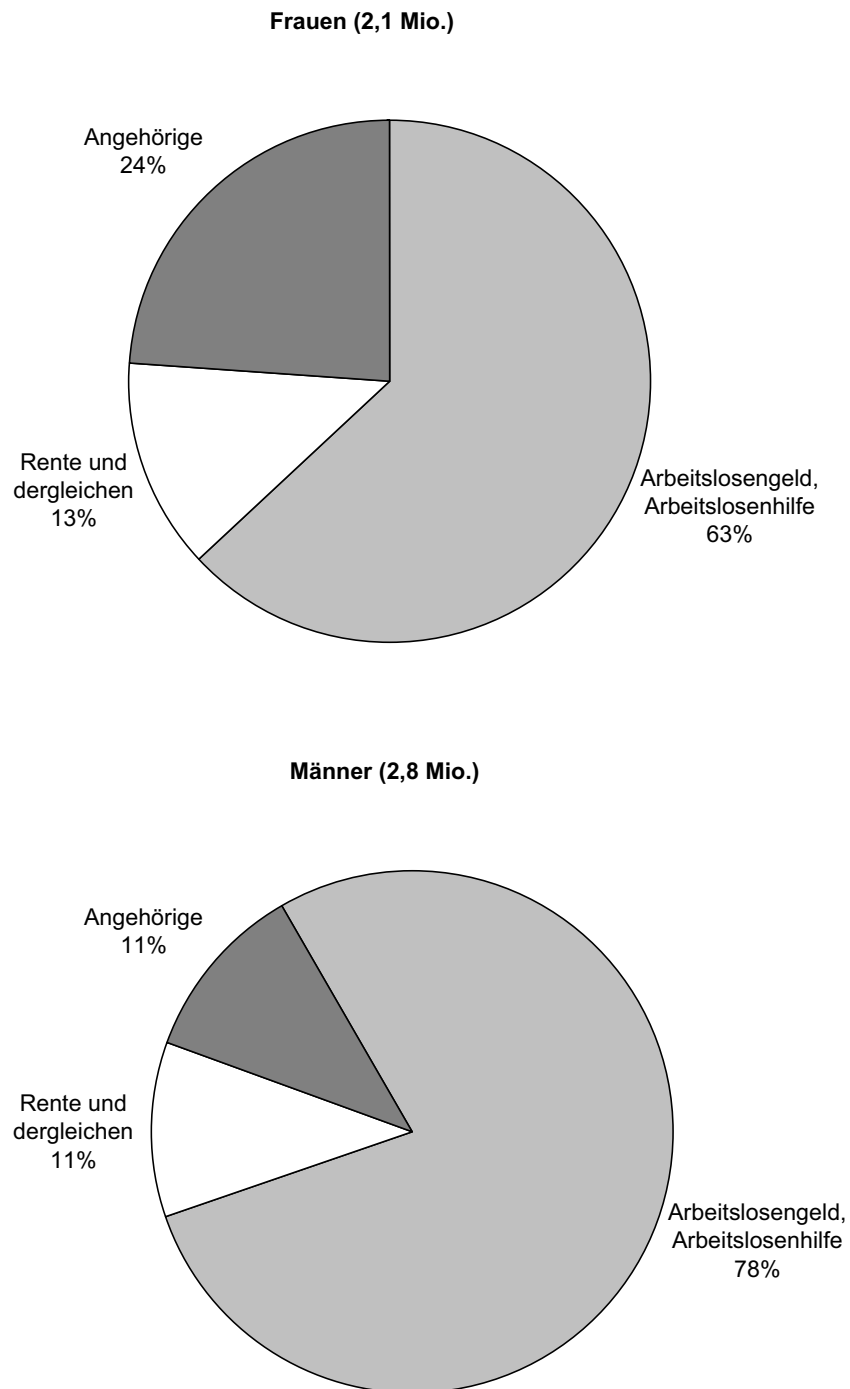 Frauen (2,1 Mio.)
Angehörige
24%
Rente und
dergleichen
13%
Arbeitslosengeld,
Arbeitslosenhilfe
63%
Männer (2,8 Mio.)
Angehörige
11%
Rente und
dergleichen
11%
Arbeitslosengeld,
Arbeitslosenhilfe
78%